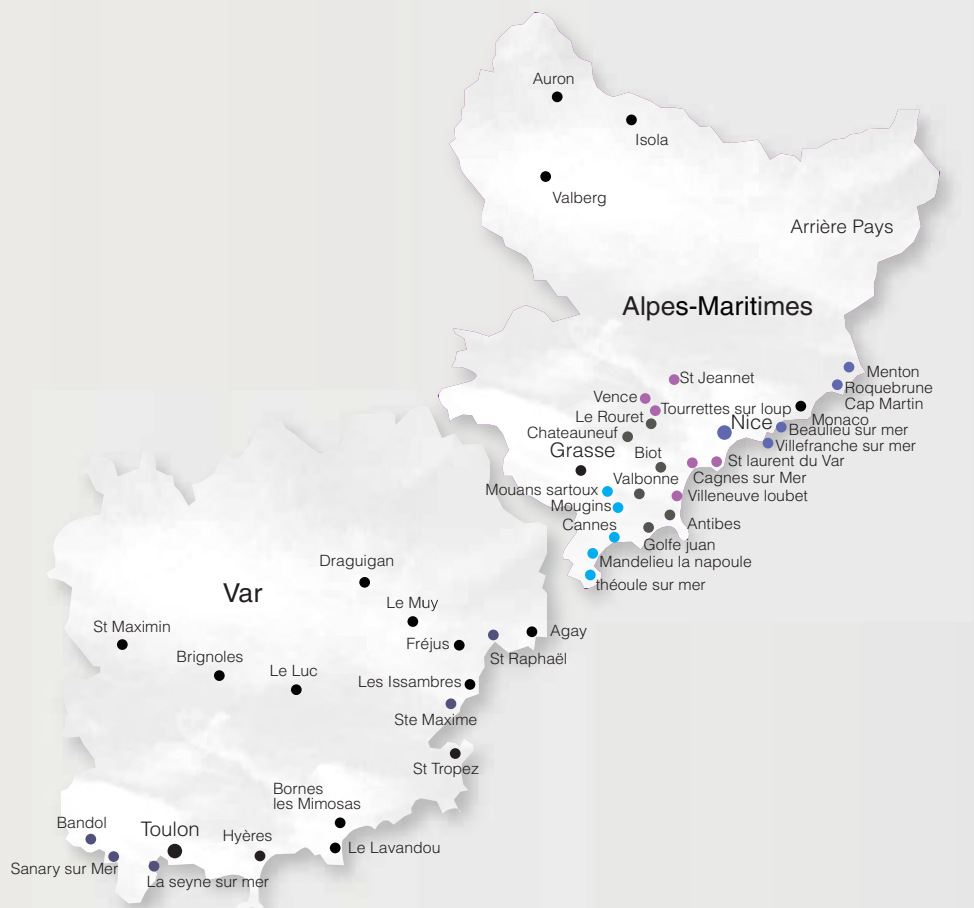 Auron
Isola
Valberg
Arrière Pays
Alpes-Maritimes
Menton
St Jeannet
Roquebrune
Cap Martin
Vence
Tourrettes sur loup
Le Rouret
Monaco
Nice
Beaulieu sur mer
Chateauneuf
Villefranche sur mer
Grasse
Biot
St laurent du Var
Valbonne
Cagnes sur Mer
Mouans sartoux
Villeneuve loubet
Mougins
Cannes
Antibes
Golfe juan
Mandelieu la napoule
théoule sur mer
Draguigan
Var
Le Muy
St Maximin
Agay
Fréjus
St Raphaël
Brignoles
Le Luc
Les Issambres
Ste Maxime
St Tropez
Bornes
les Mimosas
Bandol
Toulon
Hyères
Le Lavandou
Sanary sur Mer
La seyne sur mer